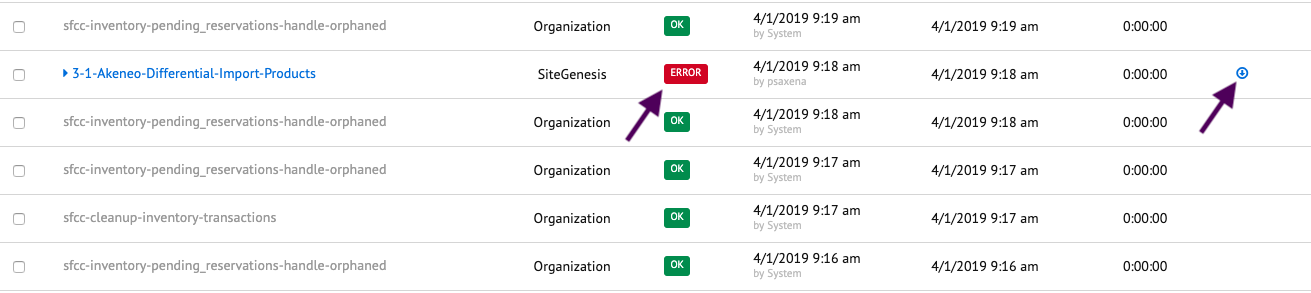 sfcc-inventory-pending_reservations-handle-orphaned Organization OK 4/1/2019 9:19 am 4/1/2019 9:19 am 0:00:00
by System
3-1-Akeneo-Differential-Import-Products SiteGenesis ERROR 4/1/2019 9:18 am 4/1/2019 9:18 am 0:00:00
by psaxena
sfcc-inventory-pending_reservations-handle-orphaned Organization OK 4/1/2019 9:18 am 4/1/2019 9:18 am 0:00:00
by System
sfcc-inventory-pending_reservations-handle-orphaned Organization OK 4/1/2019 9:17 am 4/1/2019 9:17 am 0:00:00
by System
sfcc-cleanup-inventory-transactions Organization OK 4/1/2019 9:17 am 4/1/2019 9:17 am 0:00:00
by System
sfcc-inventory-pending_reservations-handle-orphaned Organization OK 4/1/2019 9:16 am 4/1/2019 9:16 am 0:00:00
by System